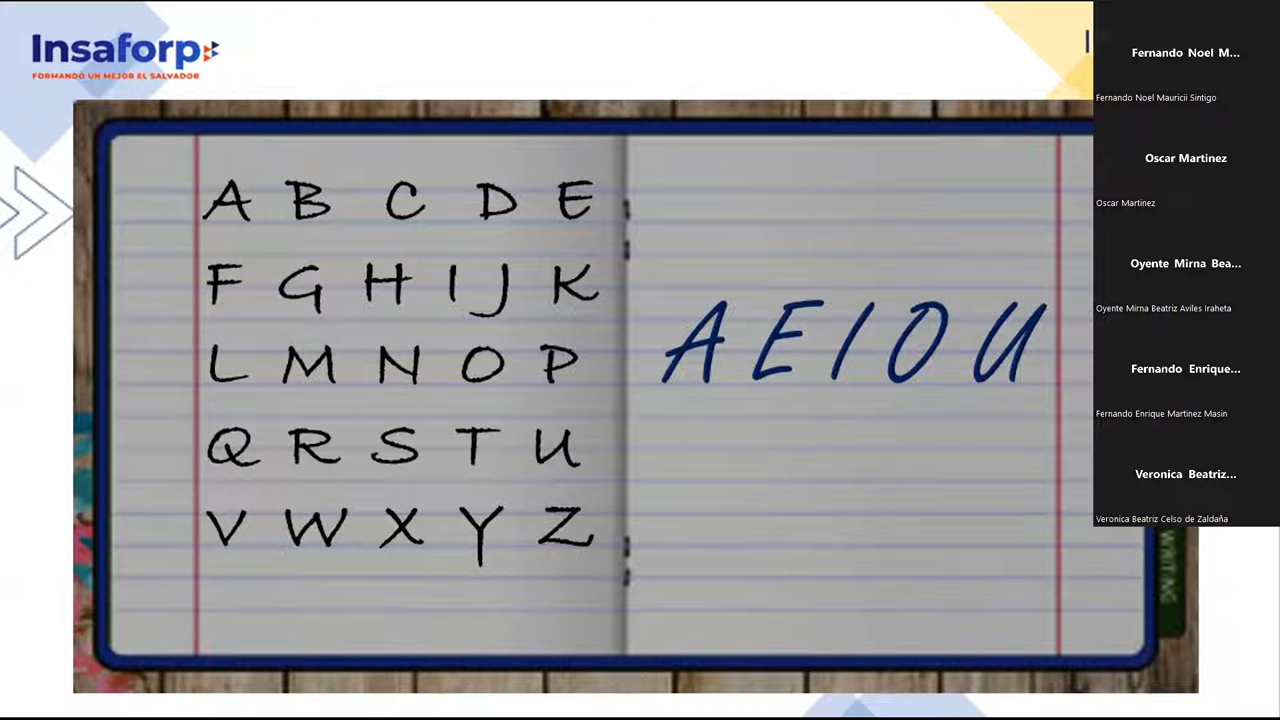 Insaforp
FORMANDO UN MEJOR EL SALVADOR
A B C D E
F G H I J K
L M N O P
Q R S T U
V W X Y Z
A E I O U
WRITING
Fernando Noel M...
Fernando Noel Mauricii Sintigo
Oscar Martinez
Oscar Martinez
Oyente Mirna Bea...
Oyente Mirna Beatriz Aviles Iraheta
Fernando Enrique...
Fernando Enrique Martinez Masin
Veronica Beatriz...
Veronica Beatriz Celso de Zaldaña